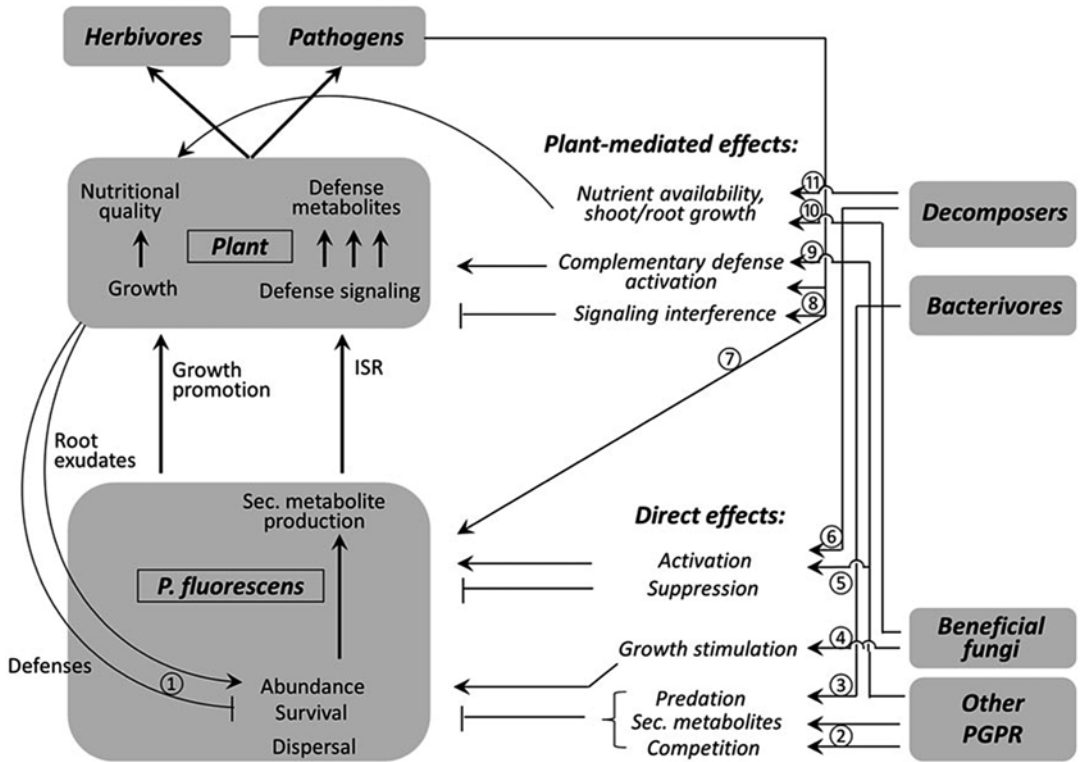 Herbivores
Pathogens
Plant-mediated effects:
Nutritional
quality
Defense
metabolites
Plant
Growth
Defense signaling
Nutrient availability,
shoot/root growth
Complementary defense
activation
Signaling interference
11
10
9
8
7
Decomposers
Bacterivores
Growth
promotion
ISR
Root
exudates
Defenses
1
Sec. metabolite
production
P. fluorescens
Abundance
Survival
Dispersal
Direct effects:
Activation
Suppression
Growth stimulation
Predation
Sec. metabolites
Competition
6
5
4
3
2
Beneficial
fungi
Other
PGPR